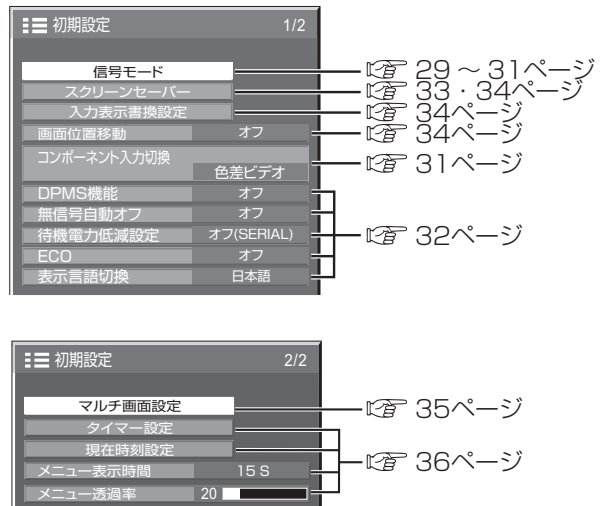 初期設定 1/2
信号モード ☞ 29 ～ 31ページ
スクリーンセーバー ☞ 33・34ページ
入力表示書換設定 ☞ 34ページ
画面位置移動 オフ ☞ 34ページ
コンポーネント入力切換
色差ビデオ ☞ 31ページ
DPMS機能 オフ
無信号自動オフ オフ
待機電力低減設定 オフ(SERIAL) ☞ 32ページ
ECO オフ
表示言語切換 日本語
初期設定 2/2
マルチ画面設定 ☞ 35ページ
タイマー設定
現在時刻設定 ☞ 36ページ
メニュー表示時間 15 S
メニュー透過率 20